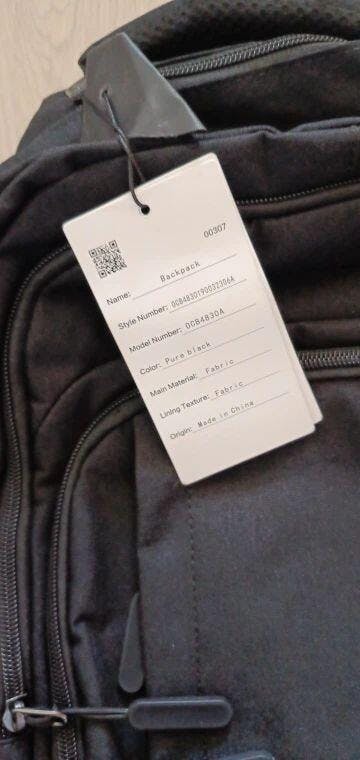 00307
Name: Backpack
Style Number: DCB4830190037306A
Model Number: DCB4830A
Color: Pure black
Main Material: Fabric
Lining Texture: Fabric
Origin: Made in China